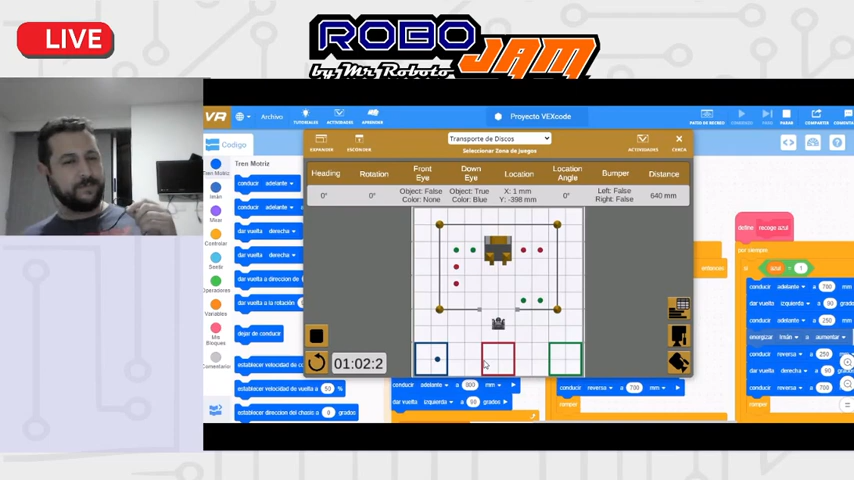 LIVE
ROBO
JAM
by Mr Roboto
VR
Archivo
TUTORIALES
ACTIVIDADES
APRENDER
Proyecto VEXcode
PATIO DE RECREO
PASO
PARAR
COMPARTIR
Código
Tren Motriz
Tren Motriz
Imán
Mirar
Controlar
Sentir
Operadores
Variables
Mis Bloques
Comentario
conducir adelante
conducir adelante
dar vuelta derecha
dar vuelta derecha
dar vuelta a dirección d
dar vuelta a la rotación
dejar de conducir
establecer velocidad de co
establecer velocidad de vuelta a 50 %
establecer dirección del chasis a 0 grados
ESCONDER
Transporte de Discos
Seleccionar Zona de juegos
ACTIVIDADES
CERCA
Heading
Rotation
Front Eye
Down Eye
Location
Location Angle
Bumper
Distance
0°
0°
Object: False
Color: None
Object: True
Color: Blue
X: 1 mm
Y: -398 mm
0°
Left: False
Right: False
640 mm
01:02:2
conducir adelante 800 mm
dar vuelta izquierda 90 grados
conducir reversa 700 mm
romper
entonces
define recoge azul
por siempre
si azul = 1
conducir adelante 700 mm
dar vuelta izquierda 90
conducir adelante 250
energizar Imán a aumentar
conducir reversa 250
dar vuelta derecha 90
conducir reversa 700
romper